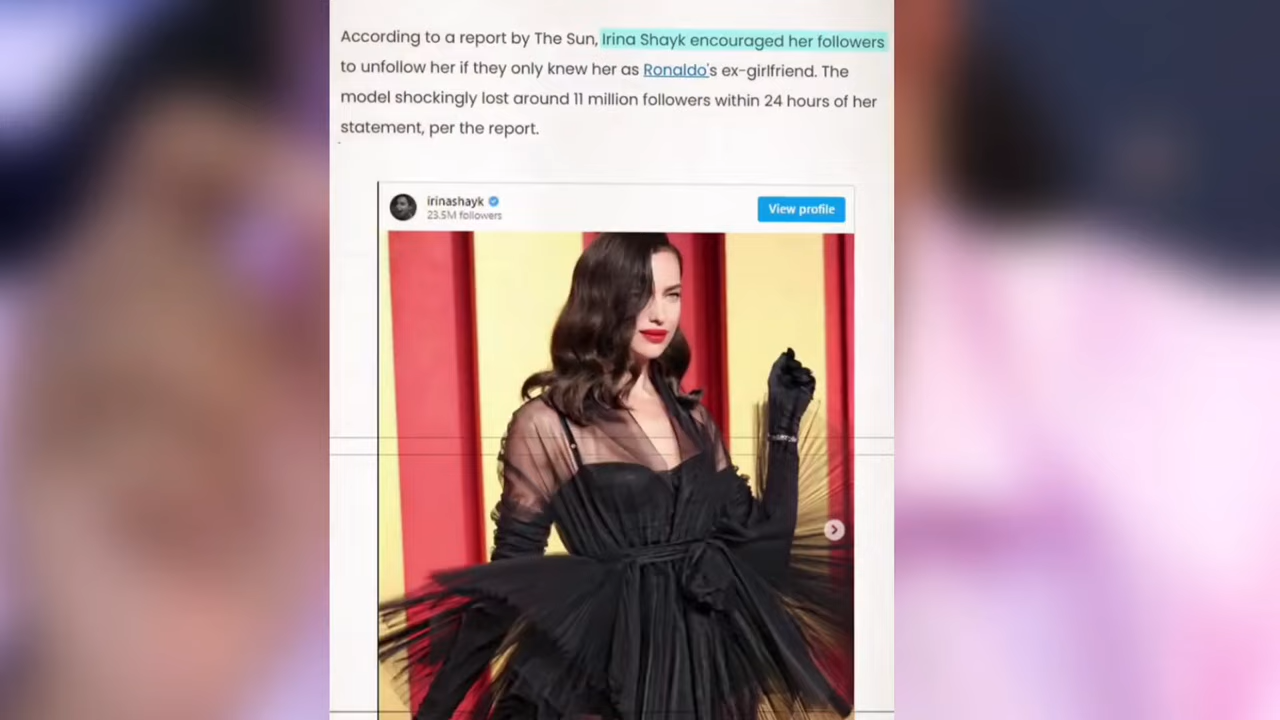 According to a report by The Sun, Irina Shayk encouraged her followers
to unfollow her if they only knew her as Ronaldo's ex-girlfriend. The
model shockingly lost around 11 million followers within 24 hours of her
statement, per the report.
irinashayk
23.5M followers
View profile